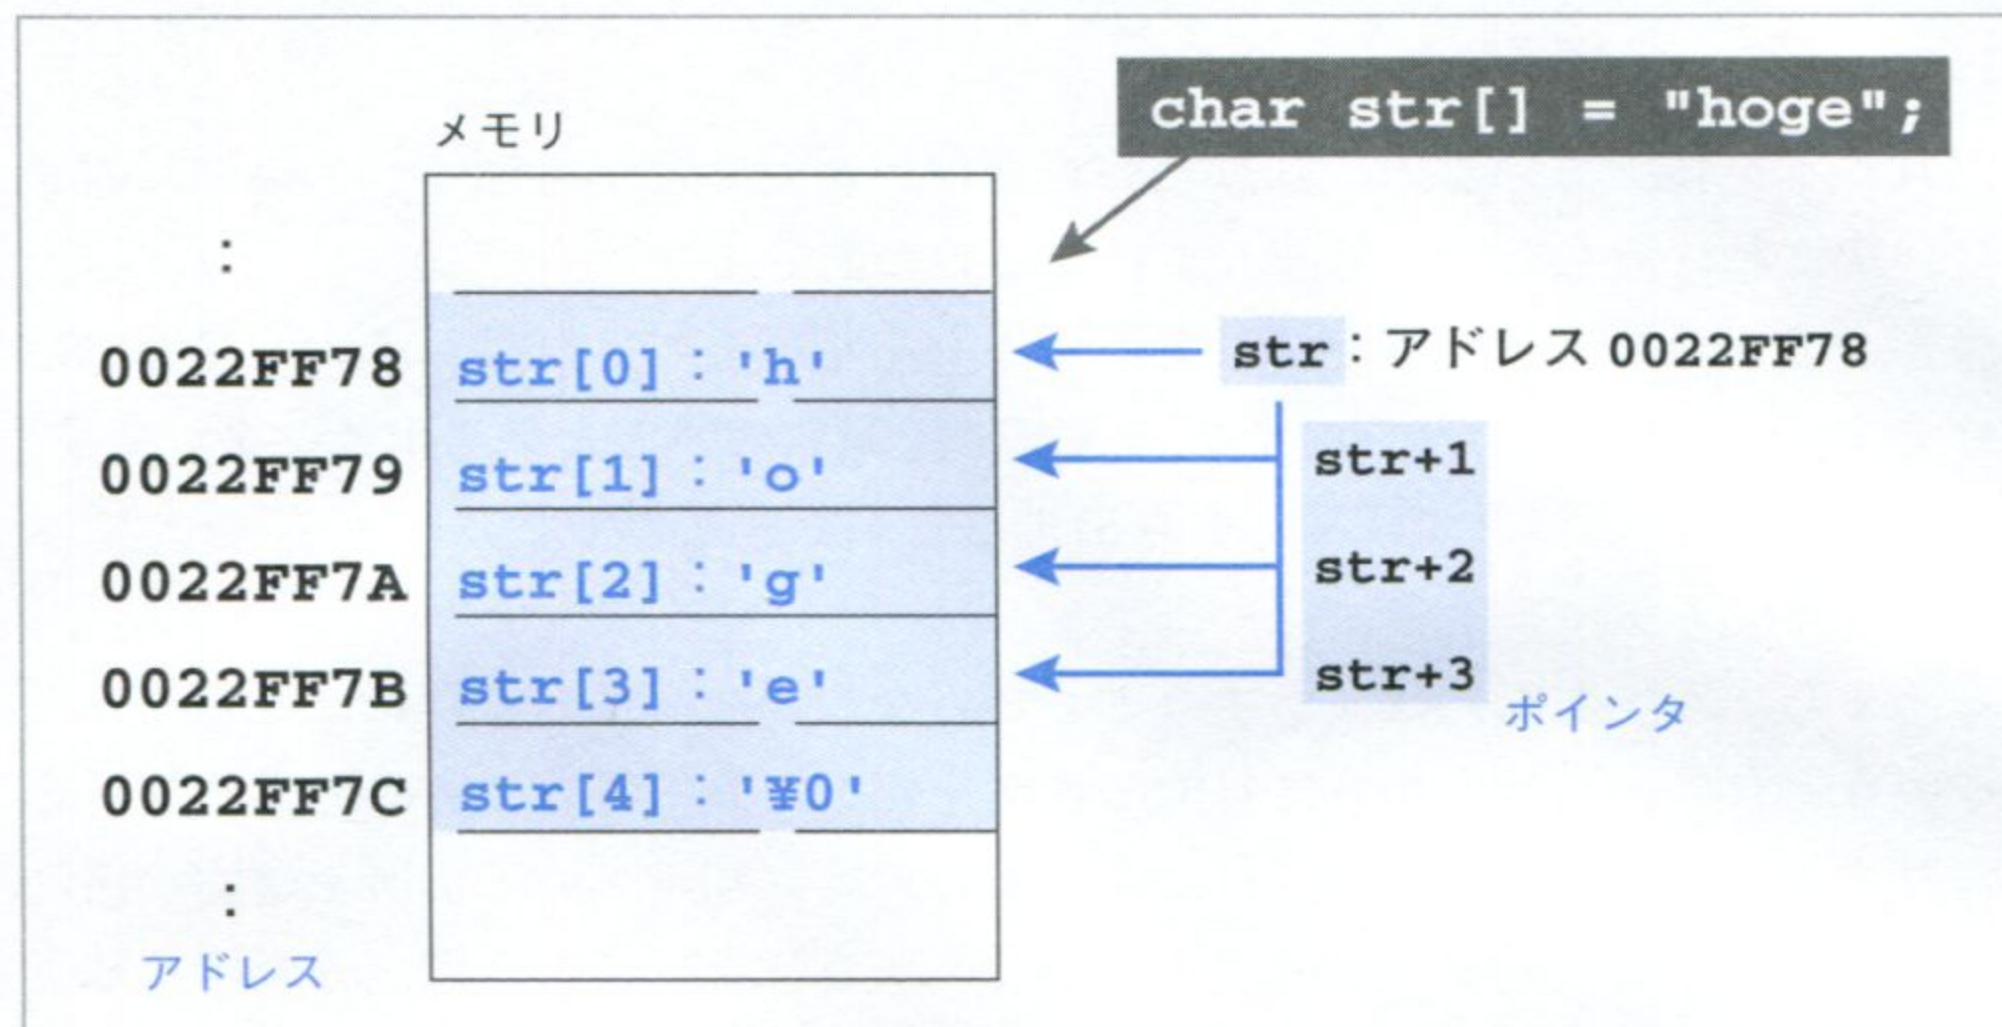 char str[] = "hoge";
メモリ
:
0022FF78 str[0]:'h'
str:アドレス 0022FF78
0022FF79 str[1]:'o'
str+1
0022FF7A str[2]:'g'
str+2
0022FF7B str[3]:'e'
str+3
ポインタ
0022FF7C str[4]:'¥0'
:
アドレス